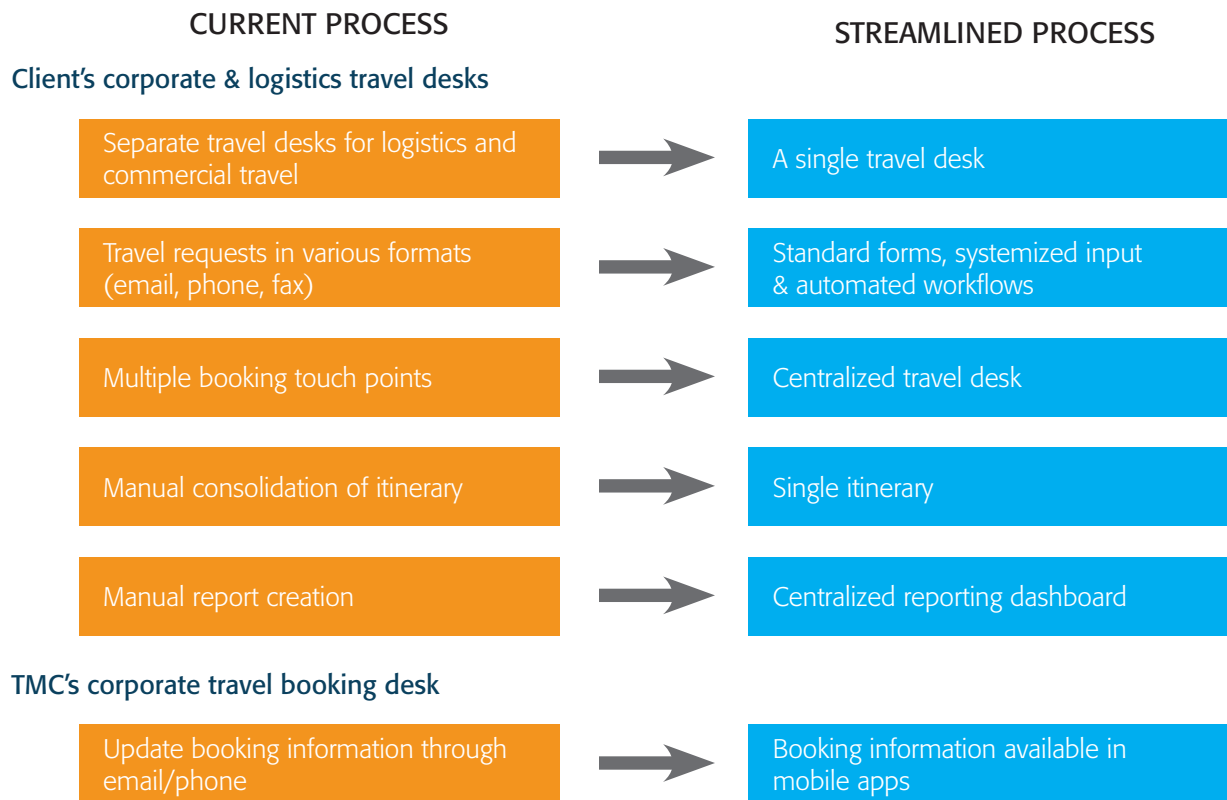 CURRENT PROCESS
STREAMLINED PROCESS
Client's corporate & logistics travel desks
Separate travel desks for logistics and
commercial travel
A single travel desk
Travel requests in various formats
(email, phone, fax)
Standard forms, systemized input
& automated workflows
Multiple booking touch points
Centralized travel desk
Manual consolidation of itinerary
Single itinerary
Manual report creation
Centralized reporting dashboard
TMC's corporate travel booking desk
Update booking information through
email/phone
Booking information available in
mobile apps